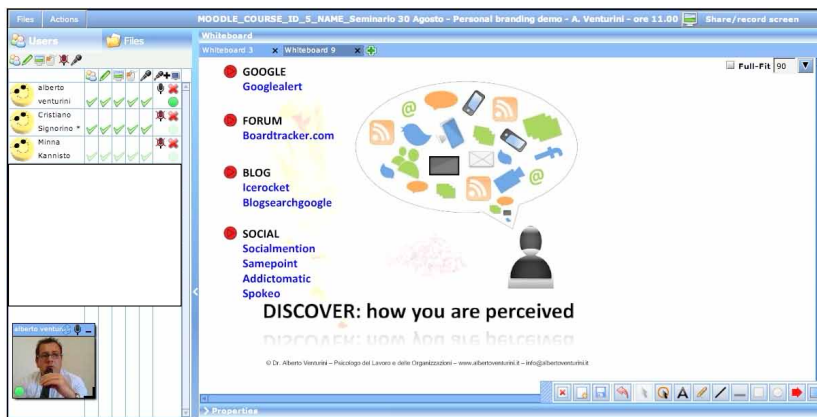 Files Actions MOODLE_COURSE_ID_5_NAME_Seminario 30 Agosto - Personal branding demo - A. Venturini - ore 11.00 Share/record screen
Users Files
alberto
venturini
Cristiano
Signorino *
Minna
Kannisto
alberto ventur
Whiteboard
Whiteboard 3 x Whiteboard 9 x
Full-Fit 90
GOOGLE
Googlealert
FORUM
Boardtracker.com
BLOG
Icerocket
Blogsearchgoogle
SOCIAL
Socialmention
Samepoint
Addictomatic
Spokeo
DISCOVER: how you are perceived
© Dr. Alberto Venturini – Psicologo del Lavoro e delle Organizzazioni – www.albertoventurini.it – info@albertoventurini.it
Properties